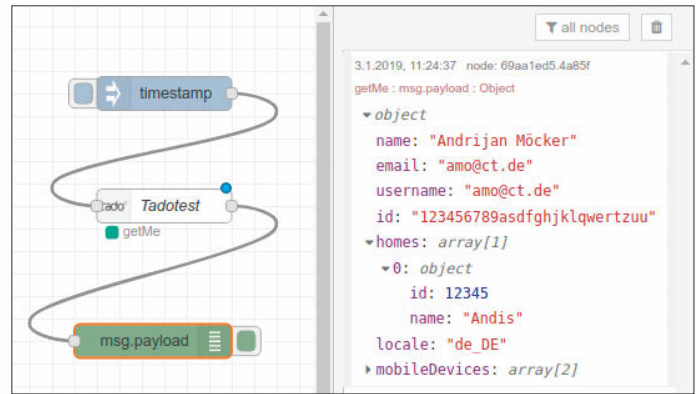 timestamp
tado°
Tadotest
getMe
msg.payload
all nodes
3.1.2019, 11:24:37 node: 69aa1ed5.4a85f
getMe : msg.payload : Object
object
name: "Andrijan Möcker"
email: "amo@ct.de"
username: "amo@ct.de"
id: "123456789asdfghjklqwertzuu"
homes: array[1]
0: object
id: 12345
name: "Andis"
locale: "de_DE"
mobileDevices: array[2]